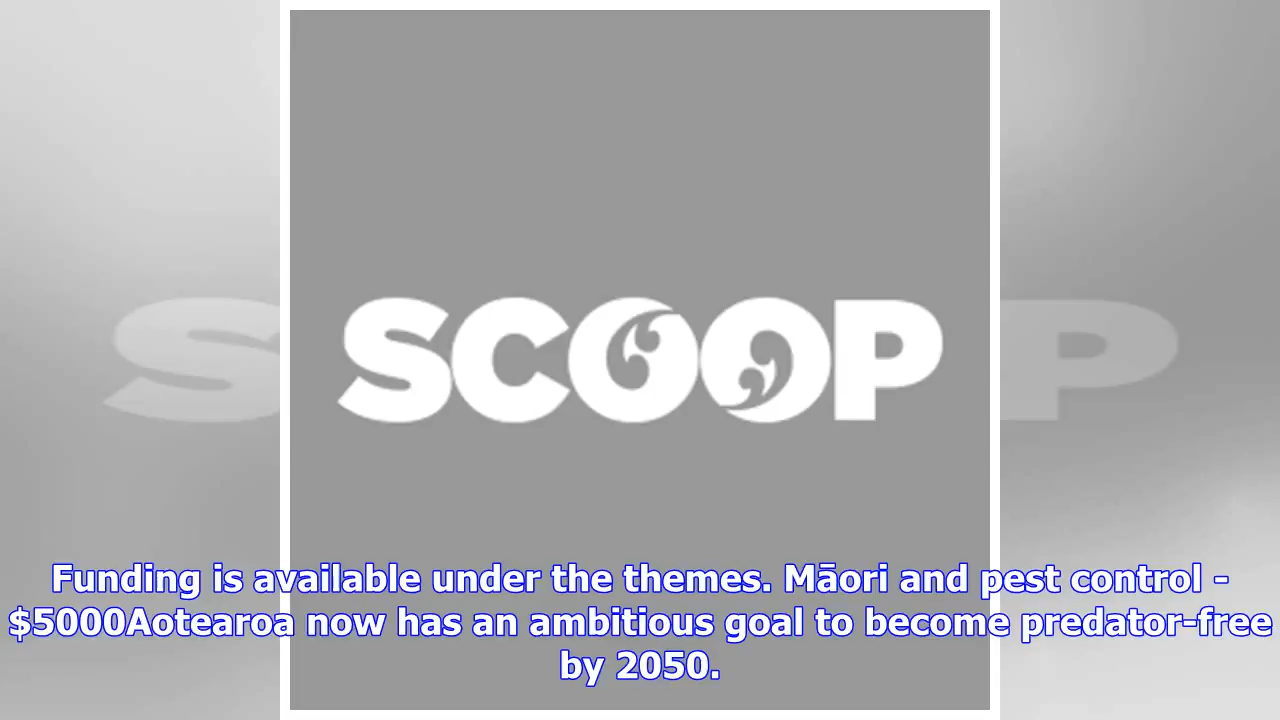 SCOOP
Funding is available under the themes. Māori and pest control -
$5000Aotearoa now has an ambitious goal to become predator-free
by 2050.